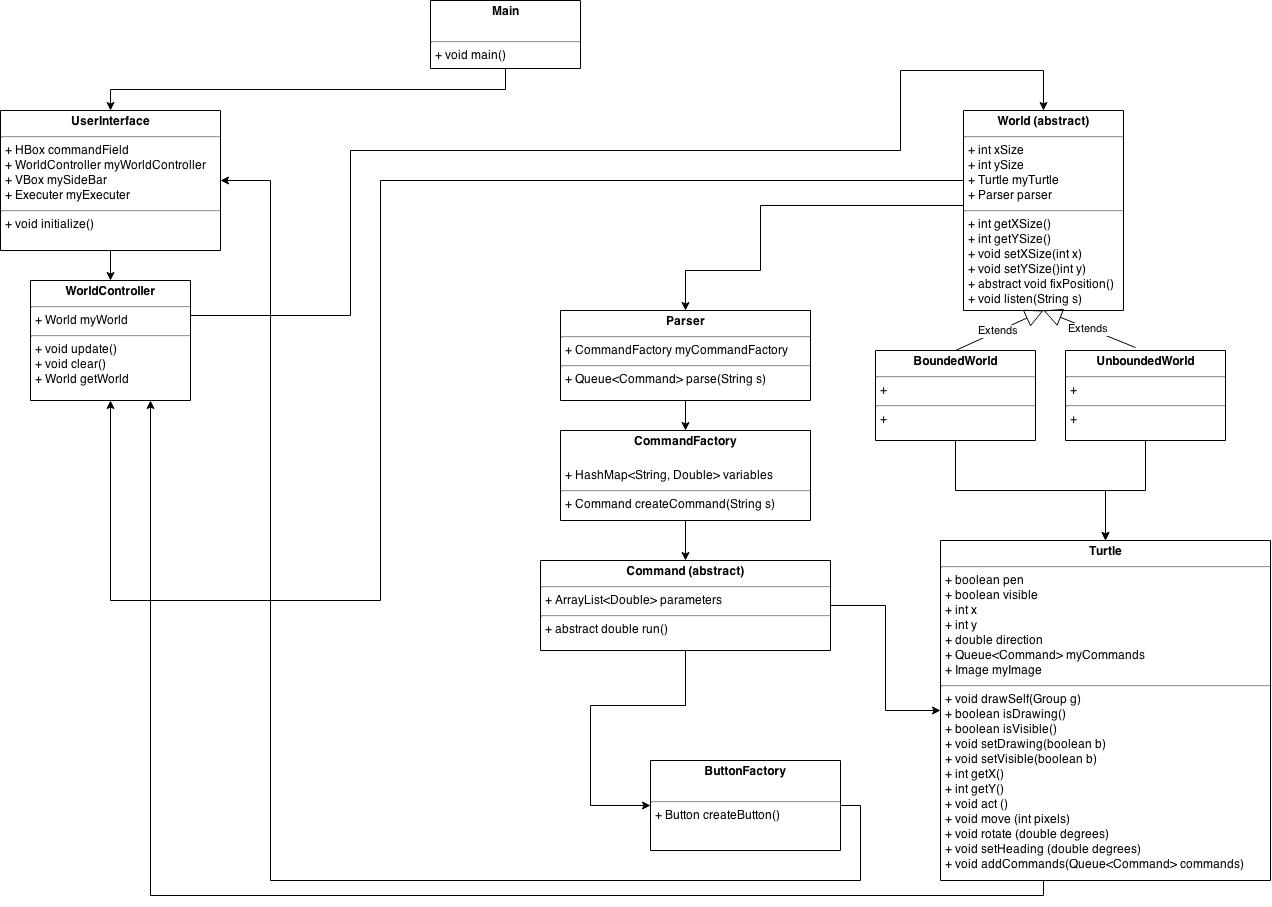 Main
+ void main()
UserInterface
+ HBox commandField
+ WorldController myWorldController
+ VBox mySideBar
+ Executer myExecuter
+ void initialize()
WorldController
+ World myWorld
+ void update()
+ void clear()
+ World getWorld
World (abstract)
+ int xSize
+ int ySize
+ Turtle myTurtle
+ Parser parser
+ int getXSize()
+ int getYSize()
+ void setXSize(int x)
+ void setYSize()int y)
+ abstract void fixPosition()
+ void listen(String s)
Extends
Extends
Parser
+ CommandFactory myCommandFactory
+ Queue<Command> parse(String s)
BoundedWorld
+
+
UnboundedWorld
+
+
CommandFactory
+ HashMap<String, Double> variables
+ Command createCommand(String s)
Command (abstract)
+ ArrayList<Double> parameters
+ abstract double run()
Turtle
+ boolean pen
+ boolean visible
+ int x
+ int y
+ double direction
+ Queue<Command> myCommands
+ Image myImage
+ void drawSelf(Group g)
+ boolean isDrawing()
+ boolean isVisible()
+ void setDrawing(boolean b)
+ void setVisible(boolean b)
+ int getX()
+ int getY()
+ void act ()
+ void move (int pixels)
+ void rotate (double degrees)
+ void setHeading (double degrees)
+ void addCommands(Queue<Command> commands)
ButtonFactory
+ Button createButton()